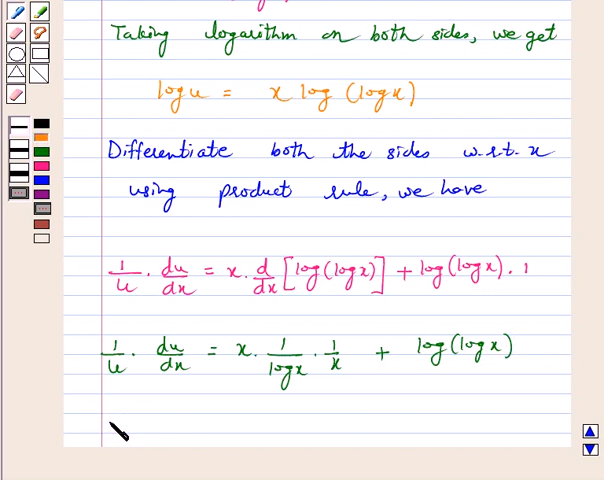 Taking logarithm on both sides, we get
log u = x log (log x)
Differentiate both the sides w.r.t. x
using product rule, we have
1/u . du/dx = x. d/dx [log(log x)] + log(log x) . 1
1/u . du/dx = x. 1/log x . 1/x + log(log x)